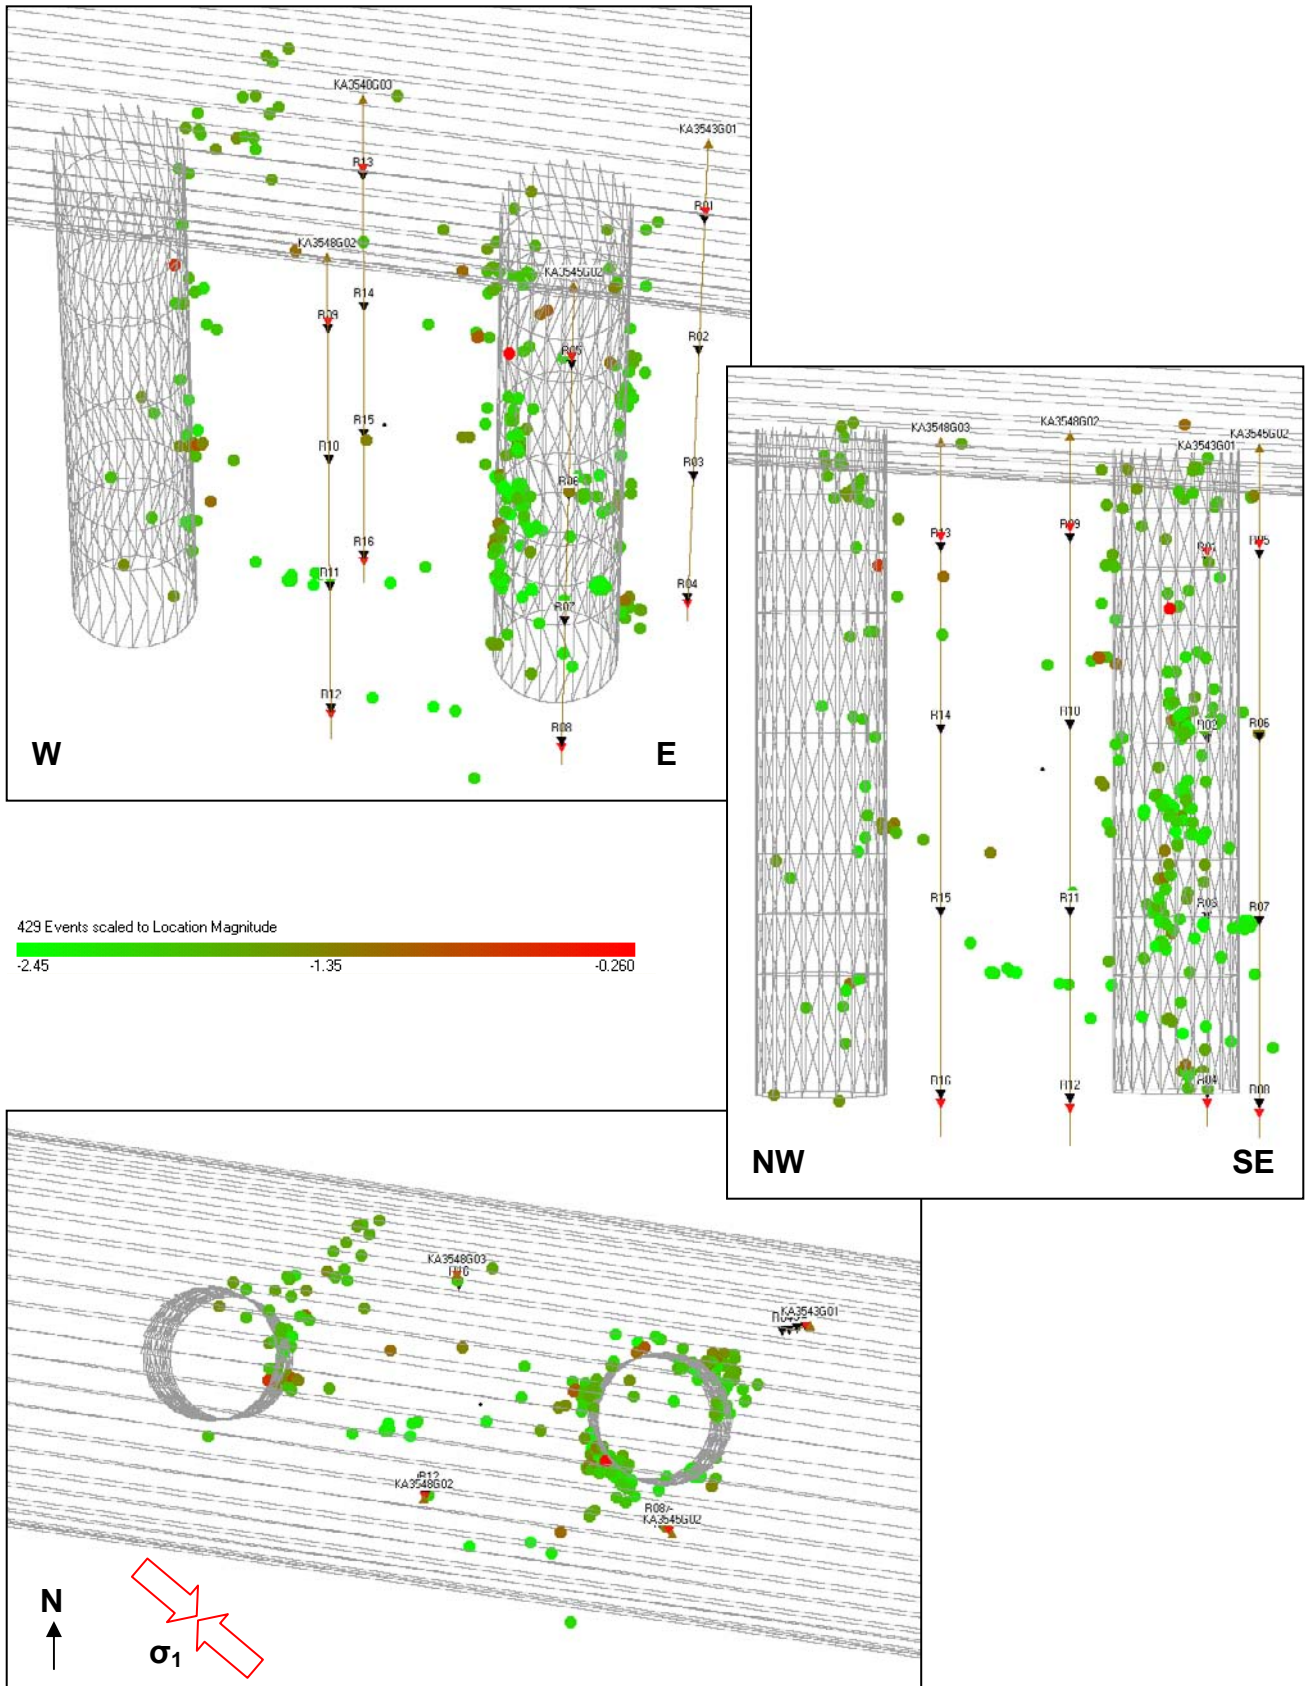 KA3540G03
KA3543G01
R13
R01
KA3548G02
KA3545G02
R14
R09
R02
R05
R15
R10
R03
R06
R16
R11
R04
R07
R12
R08
W
E
KA3548G03
KA3548G02
KA3545G02
KA3543G01
R13
R09
R01
R05
R14
R10
R02
R06
R15
R11
R03
R07
R16
R12
R04
R08
NW
SE
429 Events scaled to Location Magnitude
-2.45
-1.35
-0.260
KA3548G03
KA3543G01
R12
KA3548G02
KA3545G02
N
σ1